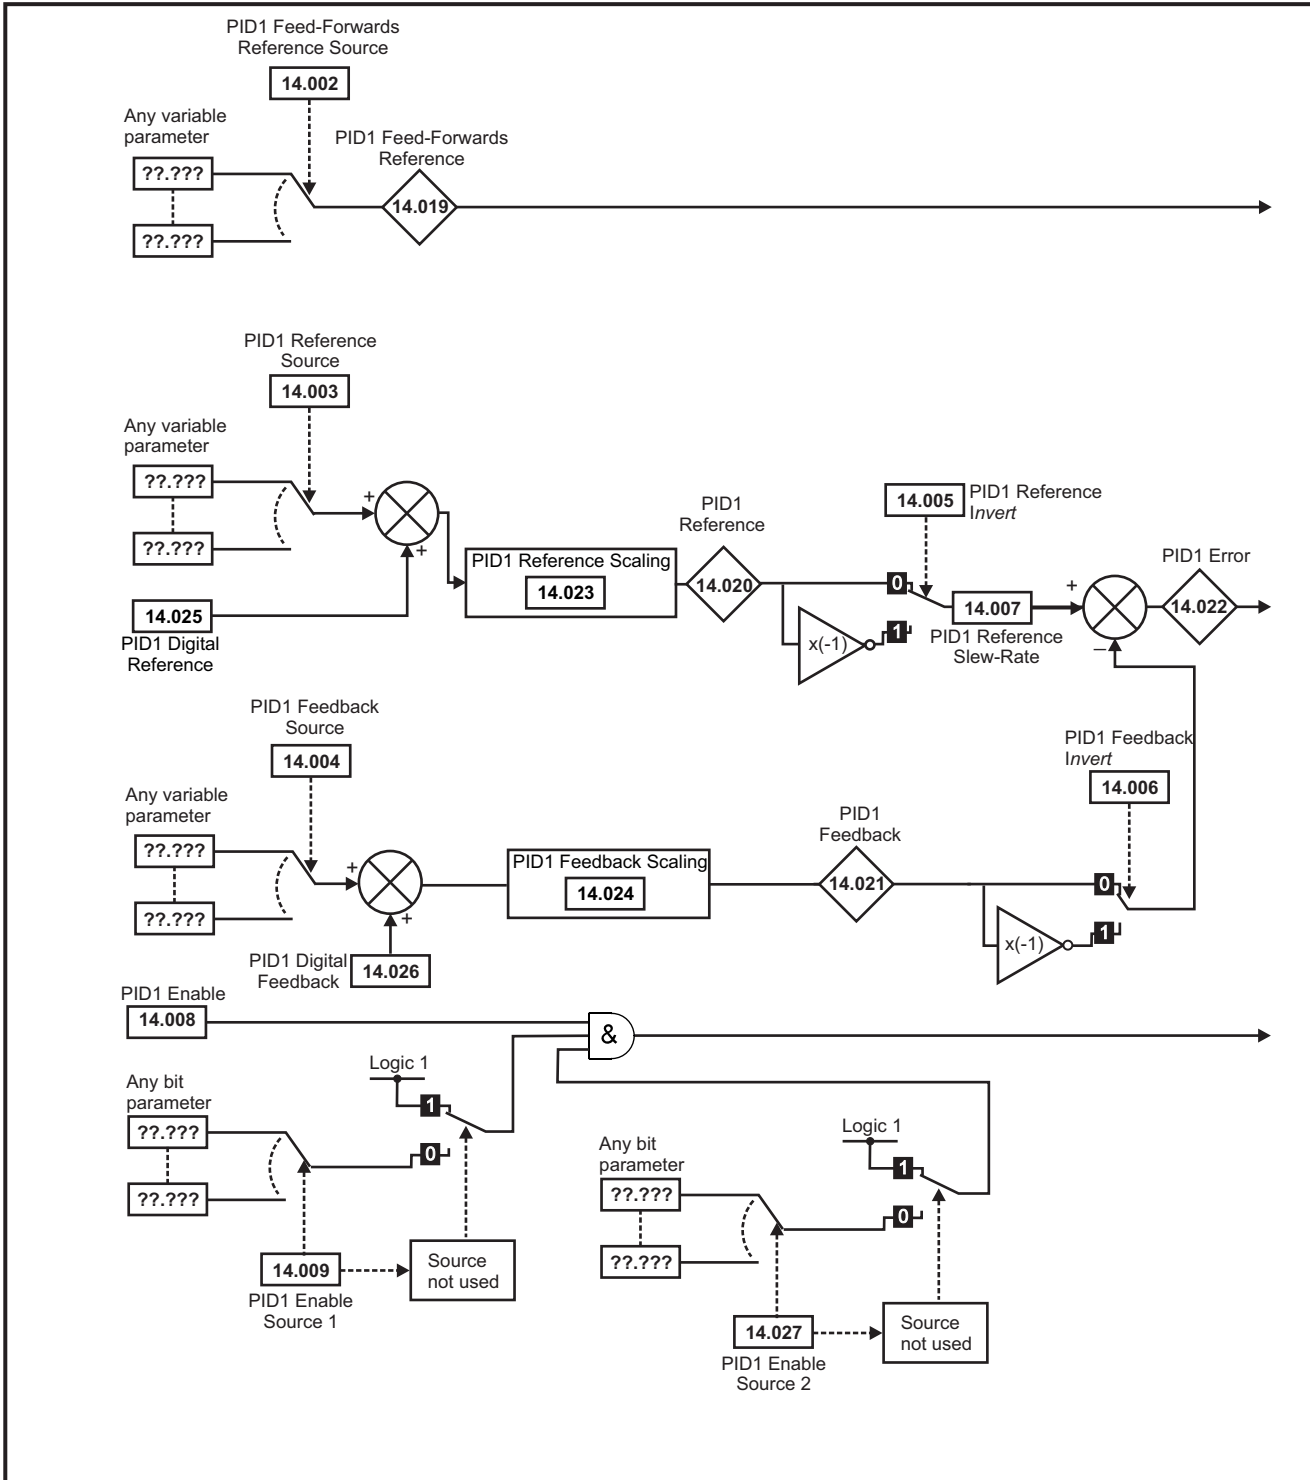 PID1 Feed-Forwards
Reference Source
14.002
Any variable
parameter
??.???
??.???
PID1 Feed-Forwards
Reference
14.019
PID1 Reference
Source
14.003
Any variable
parameter
??.???
??.???
+
+
14.025
PID1 Digital
Reference
PID1 Reference Scaling
14.023
PID1
Reference
14.020
x(-1)
0
1
14.005
PID1 Reference
Invert
14.007
PID1 Reference
Slew-Rate
+
–
PID1 Error
14.022
PID1 Feedback
Source
14.004
Any variable
parameter
??.???
??.???
+
+
PID1 Digital
Feedback
14.026
PID1 Feedback Scaling
14.024
PID1
Feedback
14.021
x(-1)
0
1
PID1 Feedback
Invert
14.006
PID1 Enable
14.008
&
Any bit
parameter
??.???
??.???
Logic 1
1
0
14.009
PID1 Enable
Source 1
Source
not used
Any bit
parameter
??.???
??.???
Logic 1
1
0
14.027
PID1 Enable
Source 2
Source
not used